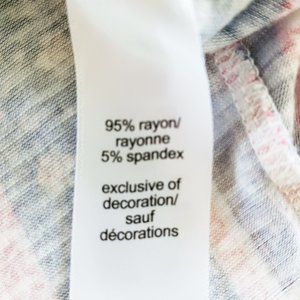 95% rayon/
rayonne
5% spandex
exclusive of
decoration/
sauf
décorations